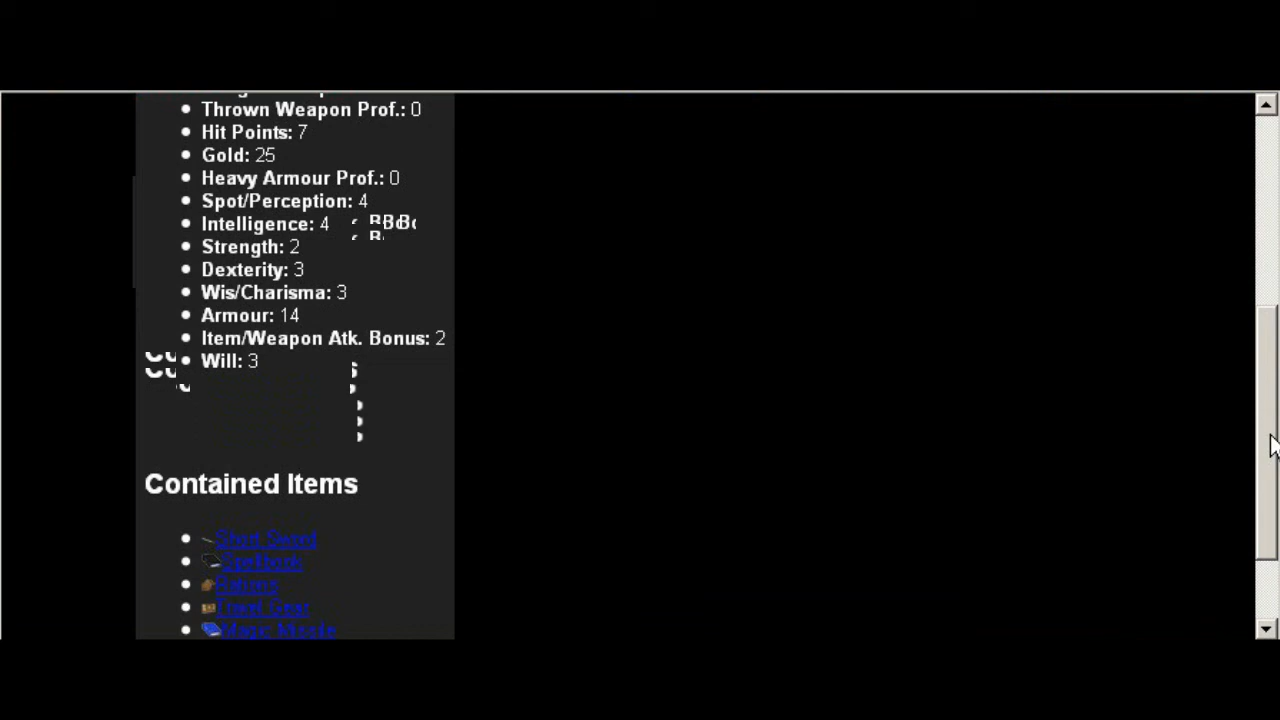 Thrown Weapon Prof.: 0
Hit Points: 7
Gold: 25
Heavy Armour Prof.: 0
Spot/Perception: 4
Intelligence: 4
Strength: 2
Dexterity: 3
Wis/Charisma: 3
Armour: 14
Item/Weapon Atk. Bonus: 2
Will: 3
Contained Items
Short Sword
Spellbook
Rations
Travel Gear
Magic Missile